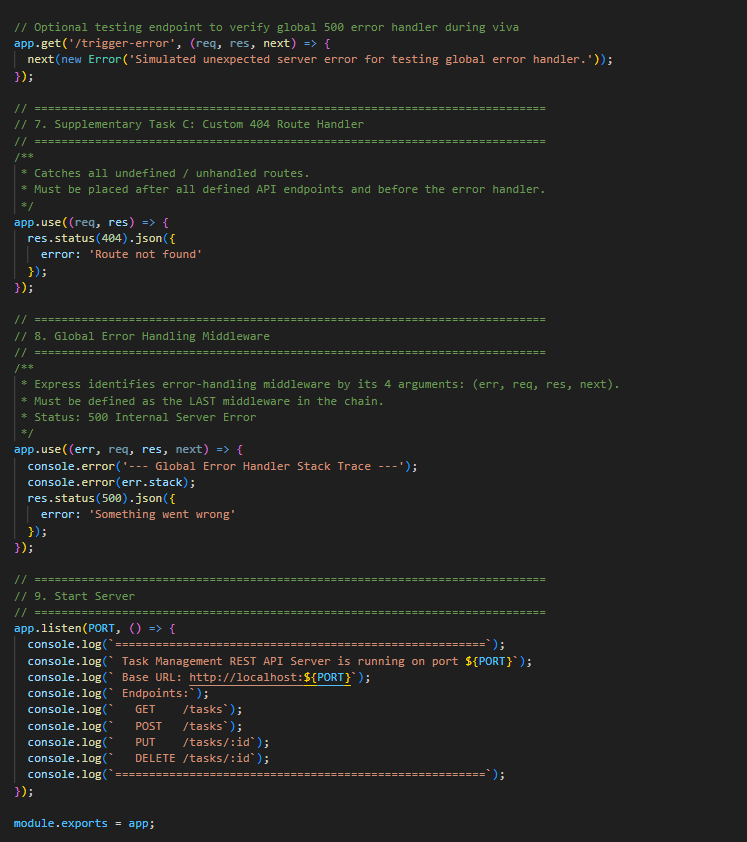 // Optional testing endpoint to verify global 500 error handler during viva
app.get('/trigger-error', (req, res, next) => {
  next(new Error('Simulated unexpected server error for testing global error handler.'));
});

// ============================================================================
// 7. Supplementary Task C: Custom 404 Route Handler
// ============================================================================
/**
 * Catches all undefined / unhandled routes.
 * Must be placed after all defined API endpoints and before the error handler.
 */
app.use((req, res) => {
  res.status(404).json({
    error: 'Route not found'
  });
});

// ============================================================================
// 8. Global Error Handling Middleware
// ============================================================================
/**
 * Express identifies error-handling middleware by its 4 arguments: (err, req, res, next).
 * Must be defined as the LAST middleware in the chain.
 * Status: 500 Internal Server Error
 */
app.use((err, req, res, next) => {
  console.error('--- Global Error Handler Stack Trace ---');
  console.error(err.stack);
  res.status(500).json({
    error: 'Something went wrong'
  });
});

// ============================================================================
// 9. Start Server
// ============================================================================
app.listen(PORT, () => {
  console.log(`=======================================================`);
  console.log(` Task Management REST API Server is running on port ${PORT}`);
  console.log(` Base URL: http://localhost:${PORT}`);
  console.log(` Endpoints:`);
  console.log(`   GET    /tasks`);
  console.log(`   POST   /tasks`);
  console.log(`   PUT    /tasks/:id`);
  console.log(`   DELETE /tasks/:id`);
  console.log(`=======================================================`);
});

module.exports = app;